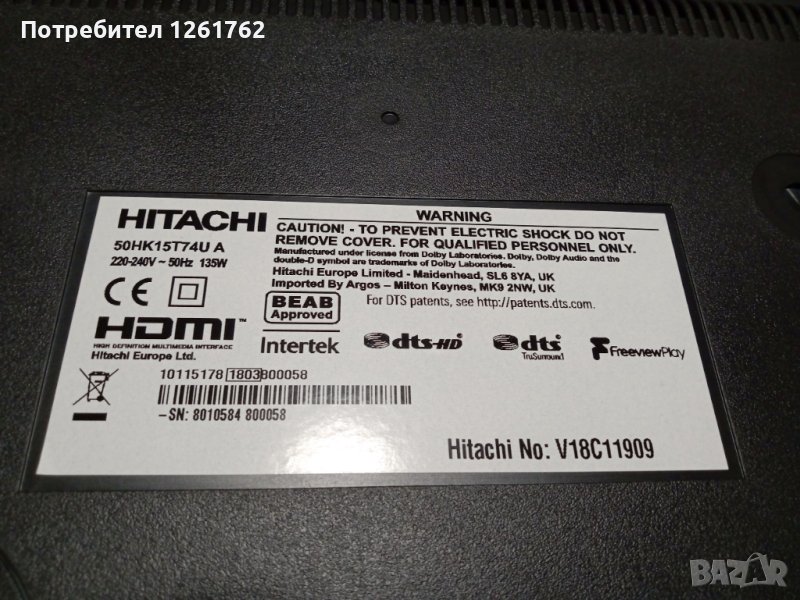 Потребител 1261762
HITACHI
50HK15T74U A
220-240V ~ 50Hz 135W
WARNING
CAUTION! - TO PREVENT ELECTRIC SHOCK DO NOT
REMOVE COVER. FOR QUALIFIED PERSONNEL ONLY.
Manufactured under license from Dolby Laboratories. Dolby, Dolby Audio and the
double-D symbol are trademarks of Dolby Laboratories.
Hitachi Europe Limited - Maidenhead, SL6 8YA, UK
Imported By Argos – Milton Keynes, MK9 2NW, UK
CE
BEAB
Approved
For DTS patents, see http://patents.dts.com.
HDMI™
HIGH DEFINITION MULTIMEDIA INTERFACE
Hitachi Europe Ltd.
Intertek
dts-HD
dts
TruSurround
FreeviewPlay
10115178 1803800058
–SN: 8010584 800058
Hitachi No: V18C11909
BAZAR